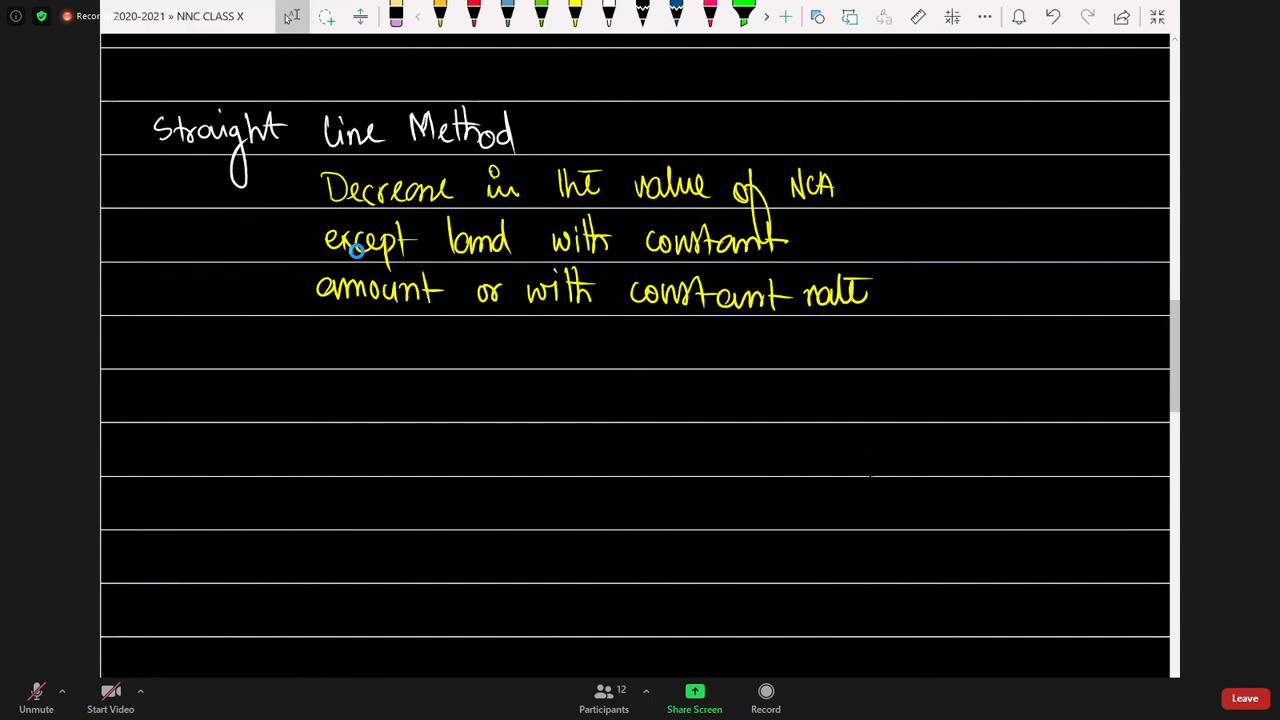 Recor
2020-2021 » NNC CLASS X
Straight Line Method
Decrease in the value of NCA
except land with constant
amount or with constant rate
12
Unmute
Start Video
Participants
Share Screen
Record
Leave